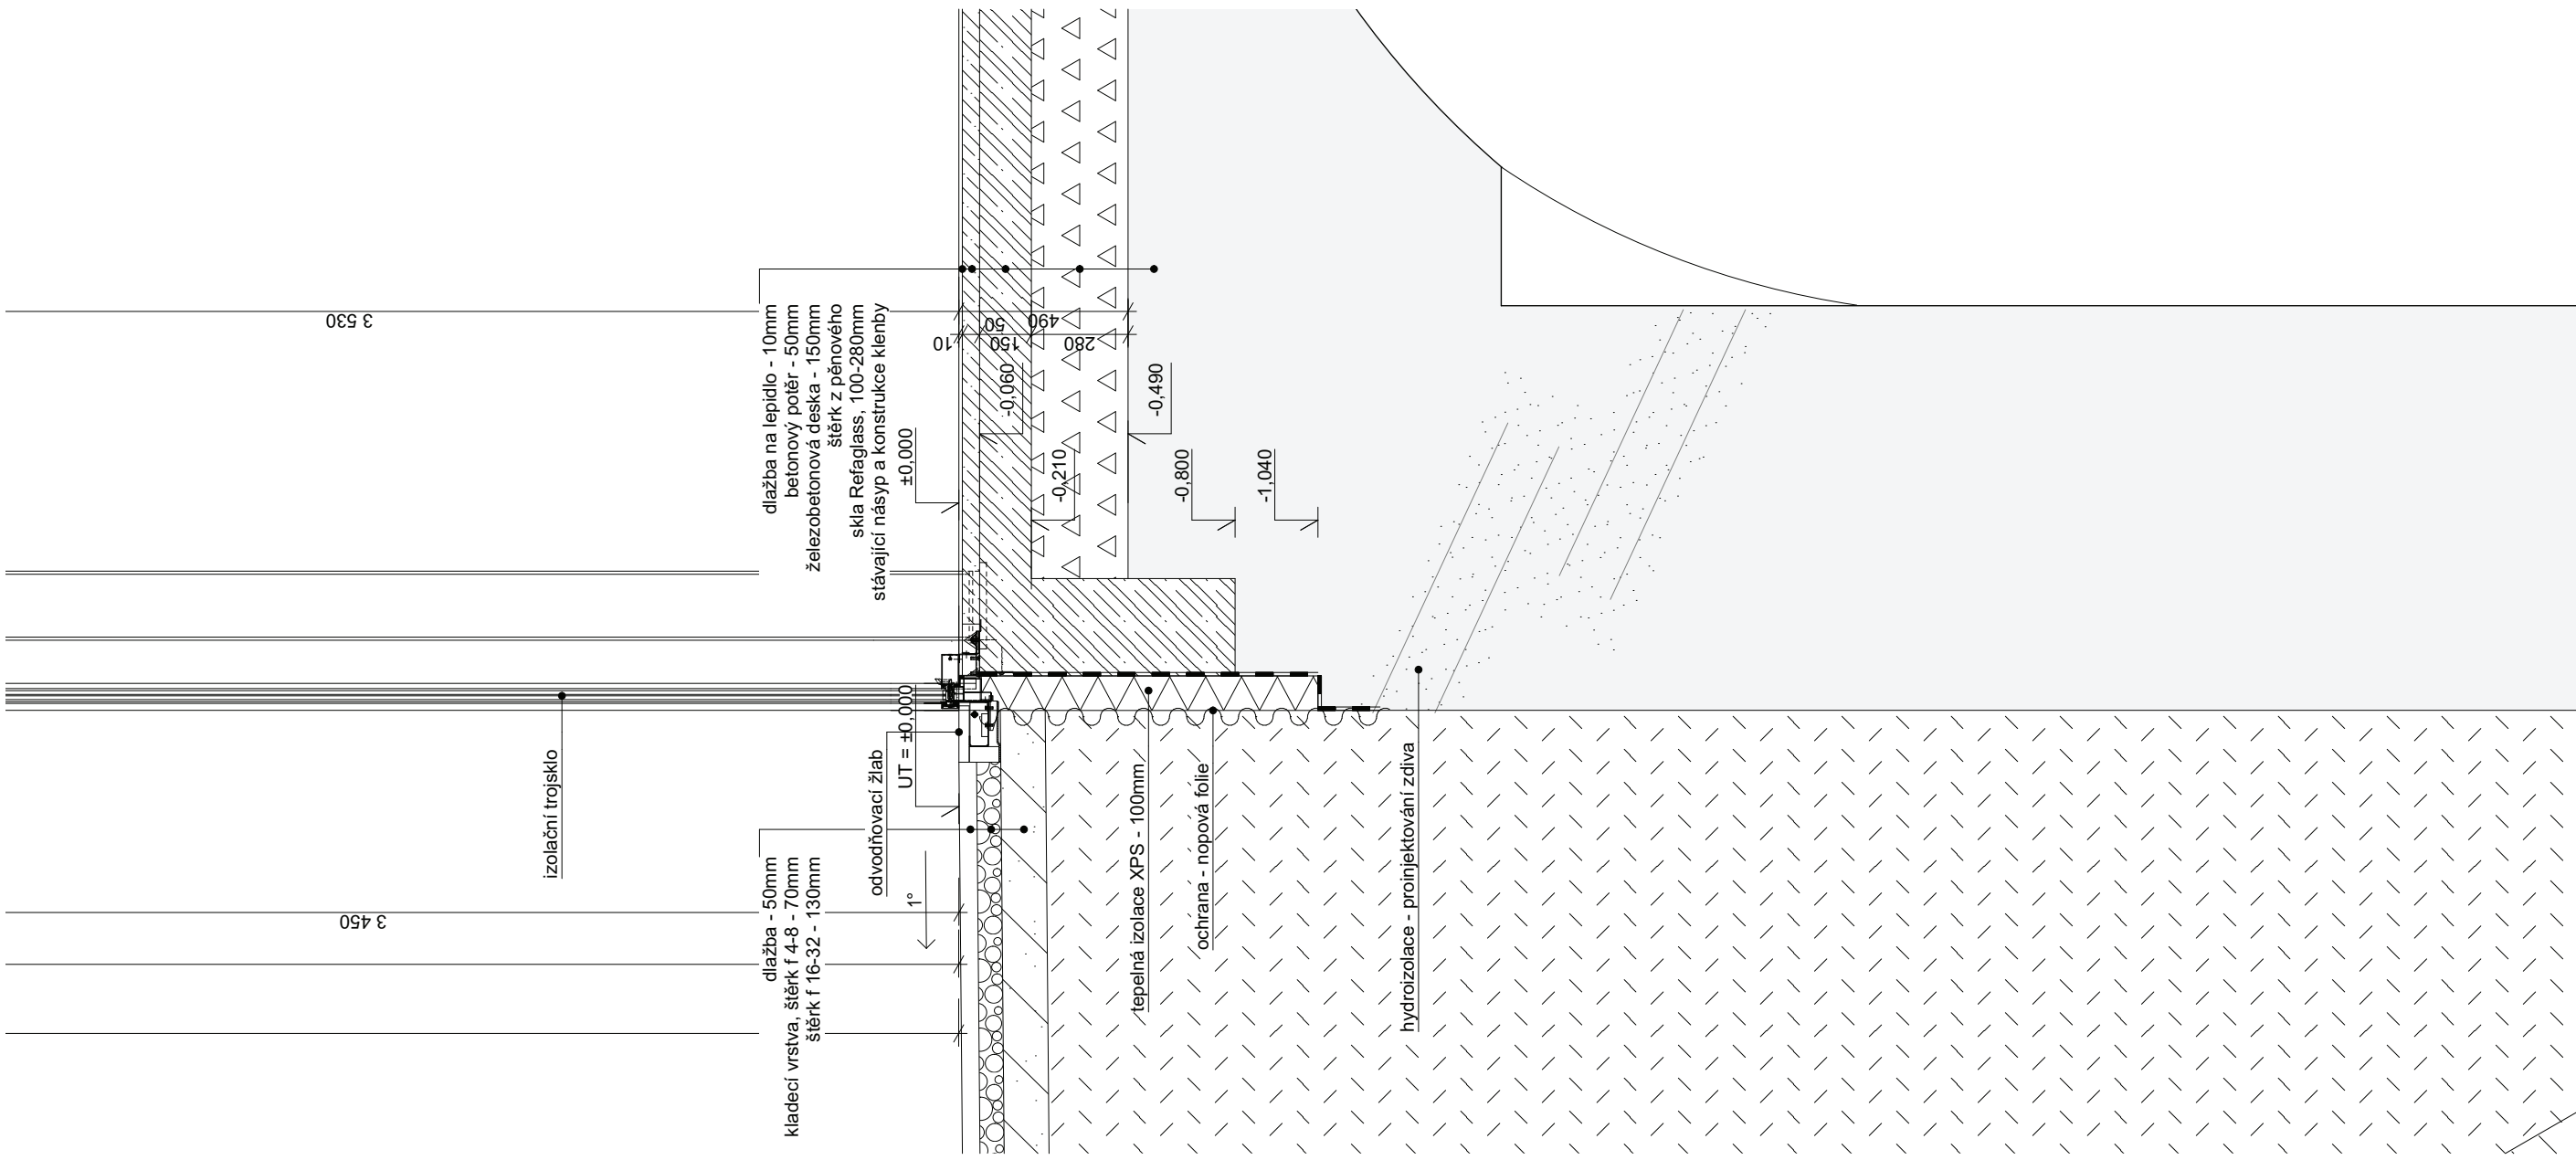 3 530
dlažba na lepidlo - 10mm
betonový potěr - 50mm
železobetonová deska - 150mm
štěrk z pěnového
skla Refaglass, 100-280mm
stávající násyp a konstrukce klenby
10
50
150
490
280
±0,000
-0,060
-0,210
-0,490
-0,800
-1,040
izolační trojsklo
odvodňovací žlab
UT = ±0,000
1°
3 450
dlažba - 50mm
kladecí vrstva, štěrk f 4-8 - 70mm
štěrk f 16-32 - 130mm
tepelná izolace XPS - 100mm
ochrana - nopová folie
hydroizolace - proinjektování zdiva